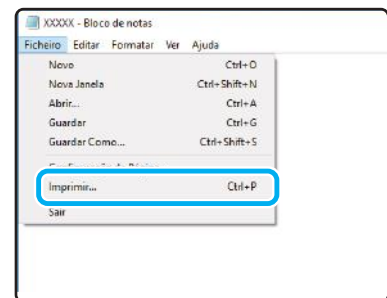 XXXXX - Bloco de notas
Ficheiro Editar Formatar Ver Ajuda
Novo Ctrl+O
Nova Janela Ctrl+Shift+N
Abrir... Ctrl+A
Guardar Ctrl+G
Guardar Como... Ctrl+Shift+S
Imprimir... Ctrl+P
Sair